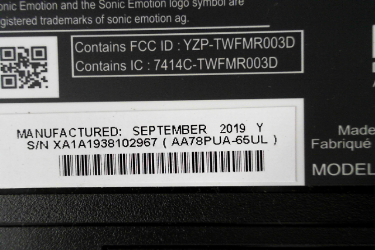 onic Emotion and the Sonic Emotion logo symbol are
registered trademarks of sonic emotion ag.
Contains FCC ID : YZP-TWFMR003D
Contains IC : 7414C-TWFMR003D
MANUFACTURED: SEPTEMBER 2019 Y
S/N XA1A1938102967 ( AA78PUA-65UL )
Made
Fabriqué
MODEL